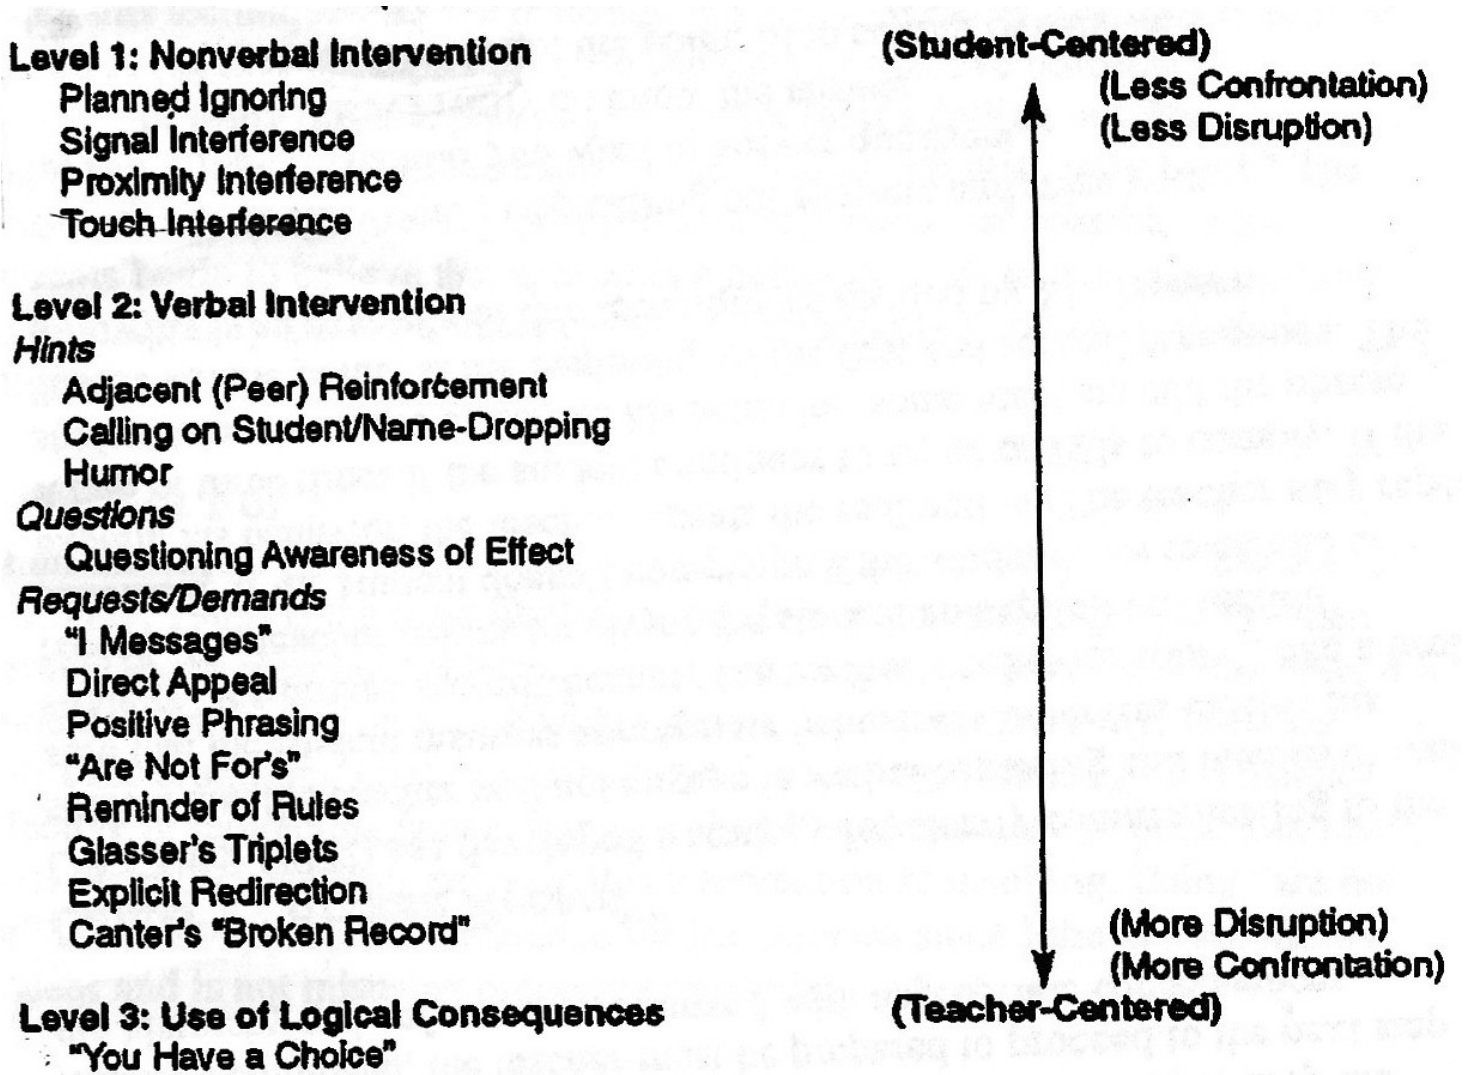 Level 1: Nonverbal Intervention
Planned Ignoring
Signal Interference
Proximity Interference
Touch Interference
Level 2: Verbal Intervention
Hints
Adjacent (Peer) Reinforcement
Calling on Student/Name-Dropping
Humor
Questions
Questioning Awareness of Effect
Requests/Demands
"I Messages"
Direct Appeal
Positive Phrasing
"Are Not For's"
Reminder of Rules
Glasser's Triplets
Explicit Redirection
Canter's "Broken Record"
Level 3: Use of Logical Consequences
"You Have a Choice"
(Student-Centered)
(Less Confrontation)
(Less Disruption)
(More Disruption)
(More Confrontation)
(Teacher-Centered)